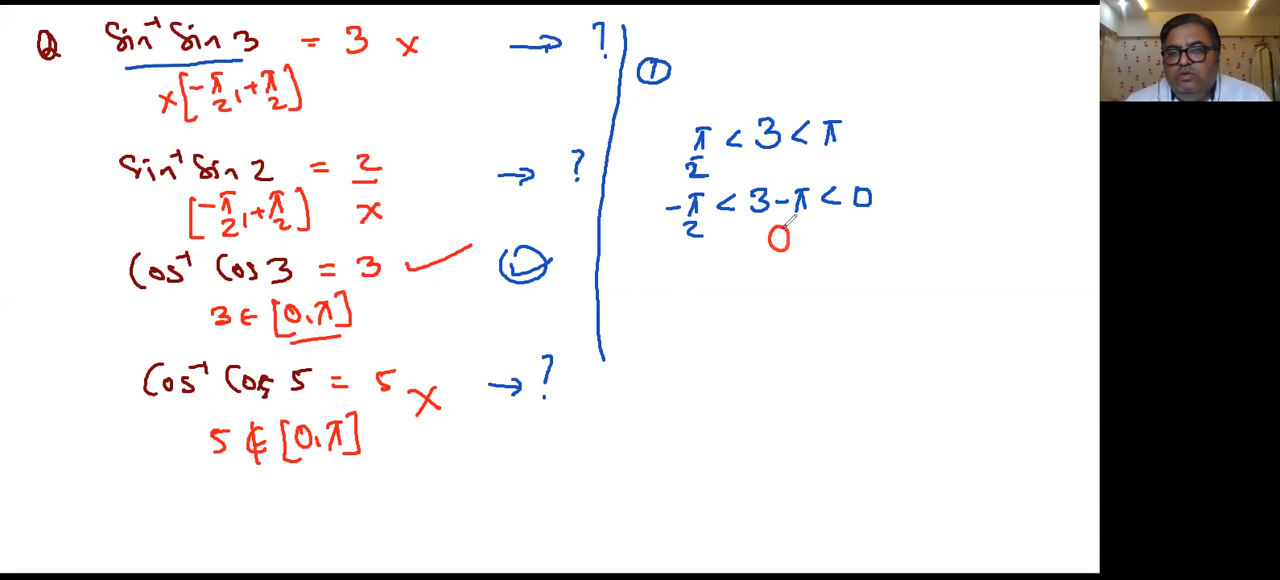 Q Sin⁻¹ Sin 3 = 3 × → ?
×[-π/2, +π/2]
Sin⁻¹ Sin 2 = 2 → ?
[-π/2, +π/2] ×
Cos⁻¹ Cos 3 = 3 ✓ ✓
3 ∈ [0, π]
Cos⁻¹ Cos 5 = 5 × → ?
5 ∉ [0, π]
①
π/2 < 3 < π
-π/2 < 3-π < 0
0